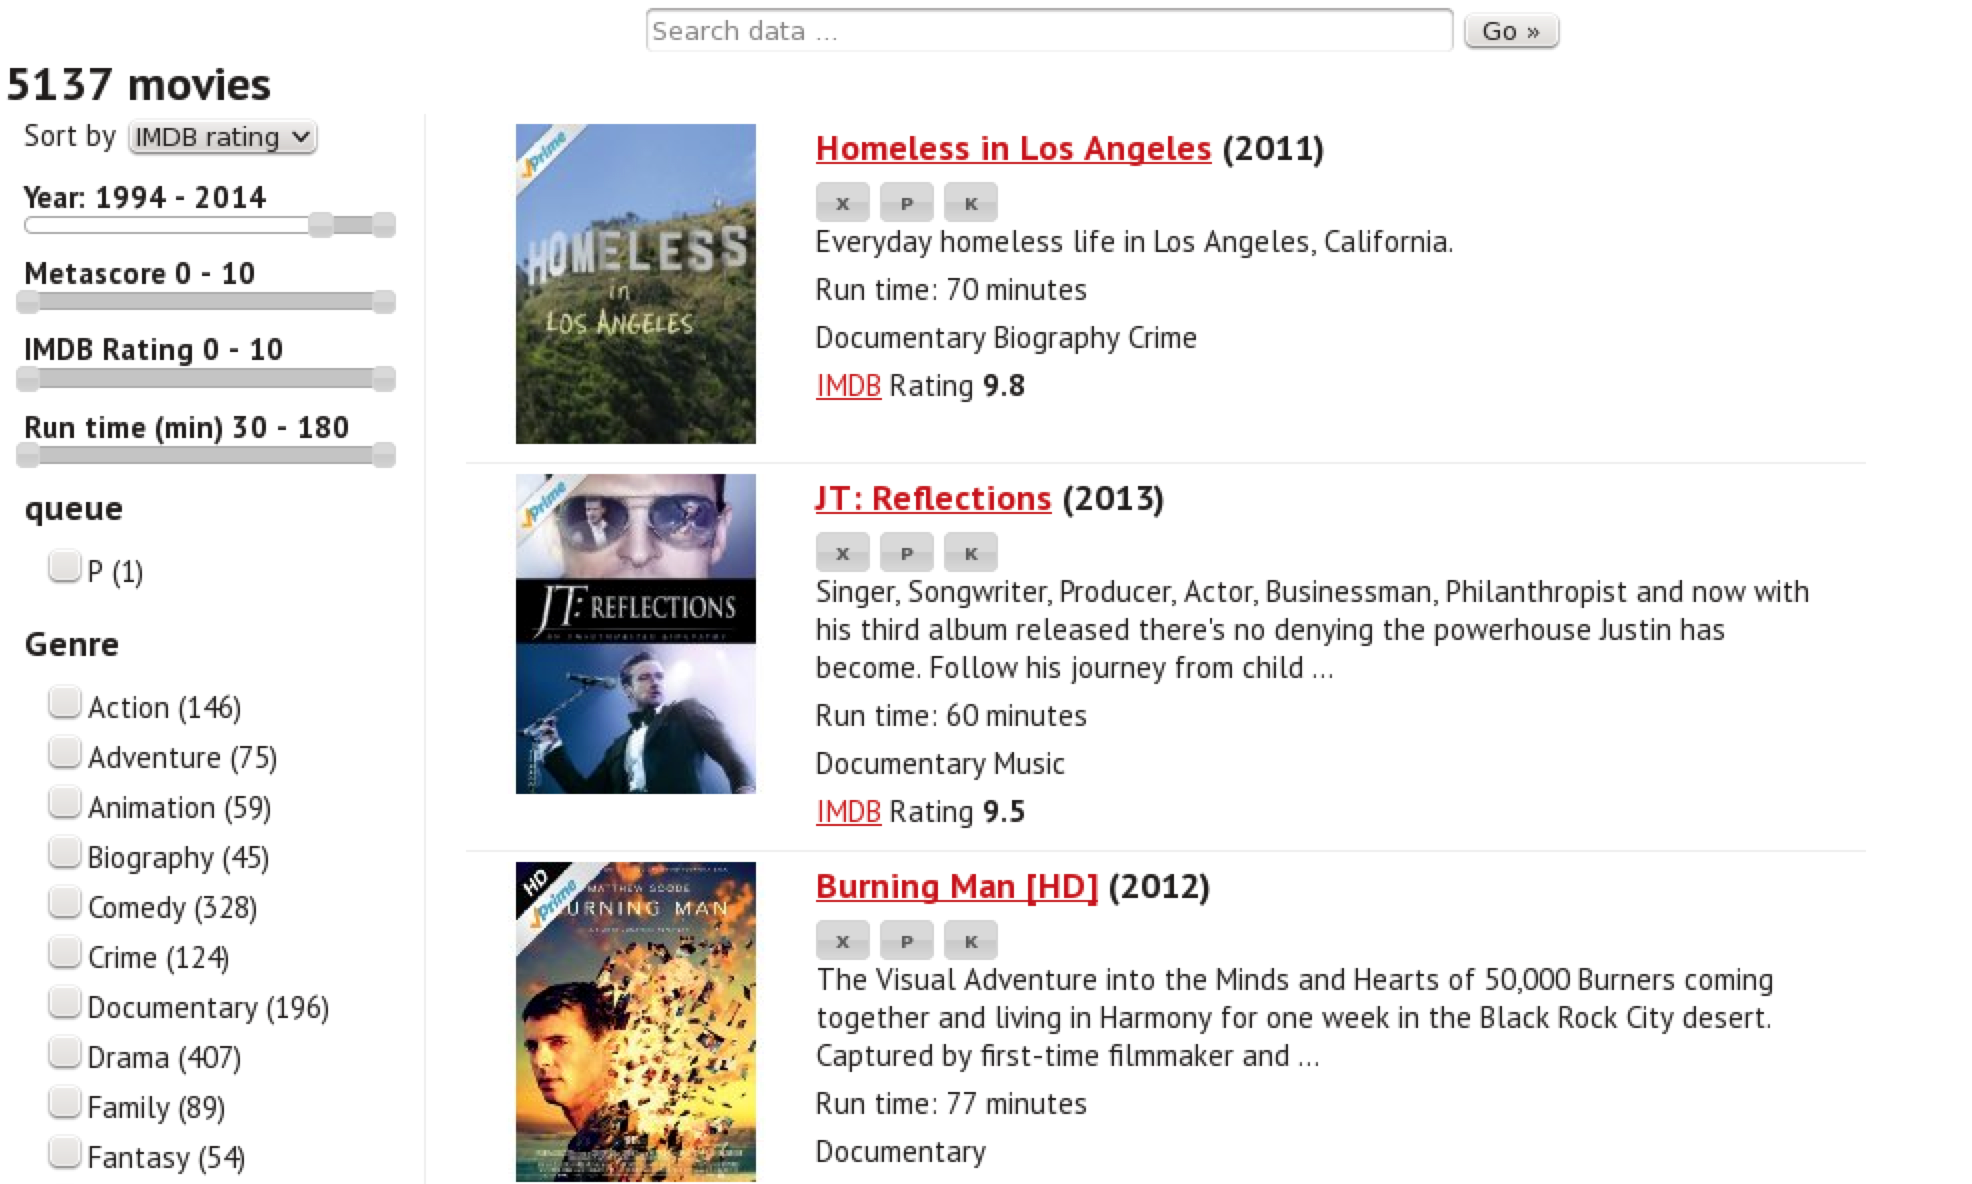 Search data ...
Go »
5137 movies
Sort by IMDB rating
Year: 1994 - 2014
Metascore 0 - 10
IMDB Rating 0 - 10
Run time (min) 30 - 180
queue
P (1)
Genre
Action (146)
Adventure (75)
Animation (59)
Biography (45)
Comedy (328)
Crime (124)
Documentary (196)
Drama (407)
Family (89)
Fantasy (54)
Prime
HOMELESS
in
LOS ANGELES
Homeless in Los Angeles (2011)
X P K
Everyday homeless life in Los Angeles, California.
Run time: 70 minutes
Documentary Biography Crime
IMDB Rating 9.8
Prime
JT: REFLECTIONS
JT: Reflections (2013)
X P K
Singer, Songwriter, Producer, Actor, Businessman, Philanthropist and now with
his third album released there's no denying the powerhouse Justin has
become. Follow his journey from child ...
Run time: 60 minutes
Documentary Music
IMDB Rating 9.5
HD
Prime
MATTHEW GOODE
URNING MAN
Burning Man [HD] (2012)
X P K
The Visual Adventure into the Minds and Hearts of 50,000 Burners coming
together and living in Harmony for one week in the Black Rock City desert.
Captured by first-time filmmaker and ...
Run time: 77 minutes
Documentary